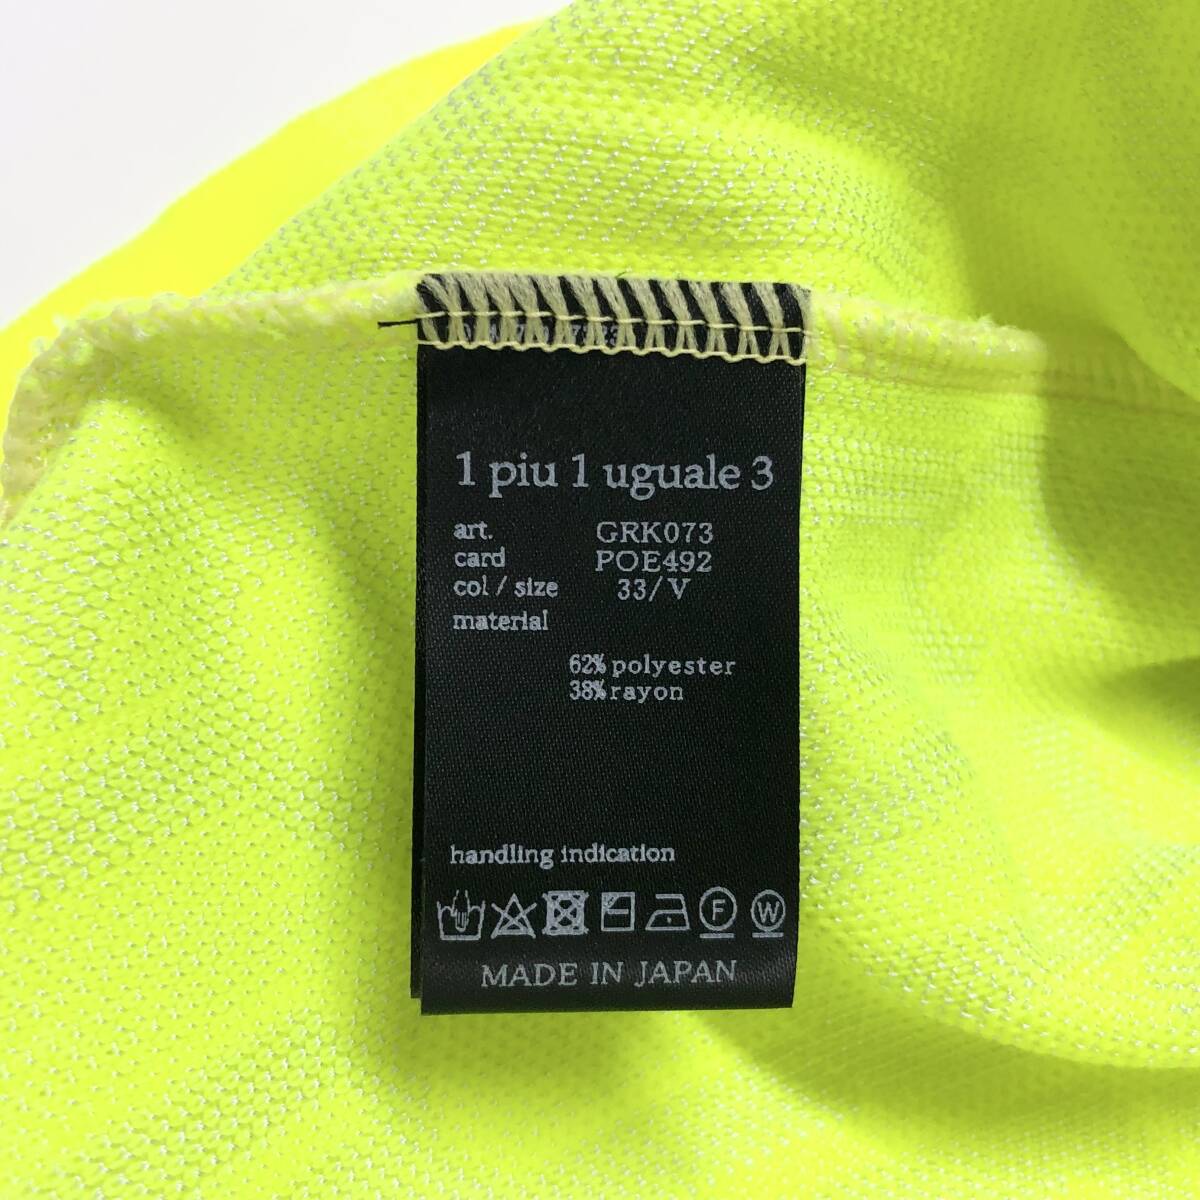 1 piu 1 uguale 3
art. GRK073
card POE492
col / size 33/V
material
62% polyester
38% rayon
handling indication
F W
MADE IN JAPAN